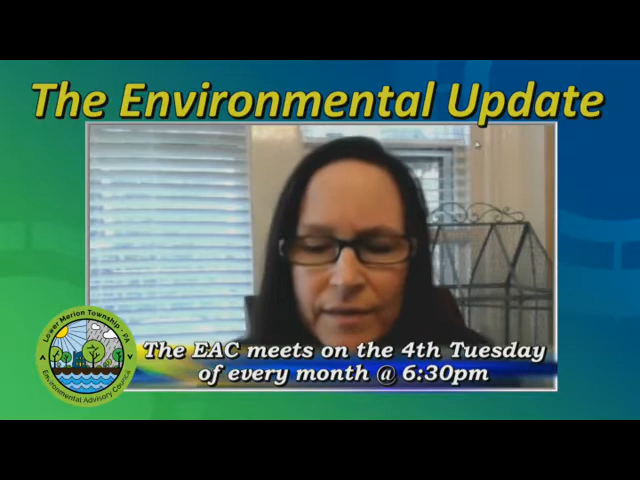 The Environmental Update
The EAC meets on the 4th Tuesday
of every month @ 6:30pm
Lower Merion Township - PA
Environmental Advisory Council